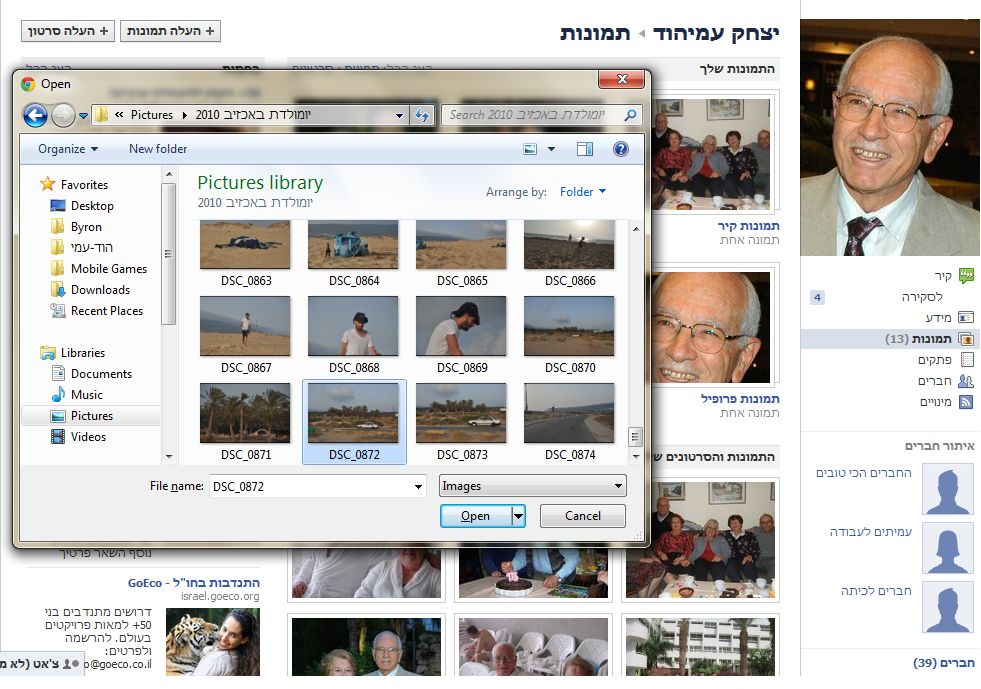 יצחק עמיהוד ◂ תמונות
+ העלה תמונות
+ העלה סרטון
התמונות שלך
תמונות קיר
תמונה אחת
תמונות פרופיל
תמונה אחת
התמונות והסרטונים
Open
« Pictures ▸ יומולדת באכזיב 2010
Search יומולדת באכזיב 2010
Organize
New folder
Favorites
Desktop
Byron
הוד-עמי
Mobile Games
Downloads
Recent Places
Libraries
Documents
Music
Pictures
Videos
Pictures library
יומולדת באכזיב 2010
Arrange by: Folder
DSC_0863
DSC_0864
DSC_0865
DSC_0866
DSC_0867
DSC_0868
DSC_0869
DSC_0870
DSC_0871
DSC_0872
DSC_0873
DSC_0874
File name: DSC_0872
Images
Open
Cancel
קיר
לסקירה
4
מידע
תמונות (13)
פתקים
חברים
מינויים
איתור חברים
החברים הכי טובים
עמיתים לעבודה
חברים לכיתה
חברים (39)
נוסף השאר פרטיך
התנדבות בחו"ל - GoEco
israel.goeco.org
דרושים מתנדבים בני
50+ למאות פרויקטים
בעולם. להרשמה
ולפרטים:
o@goeco.co.il
צ'אט (לא מ